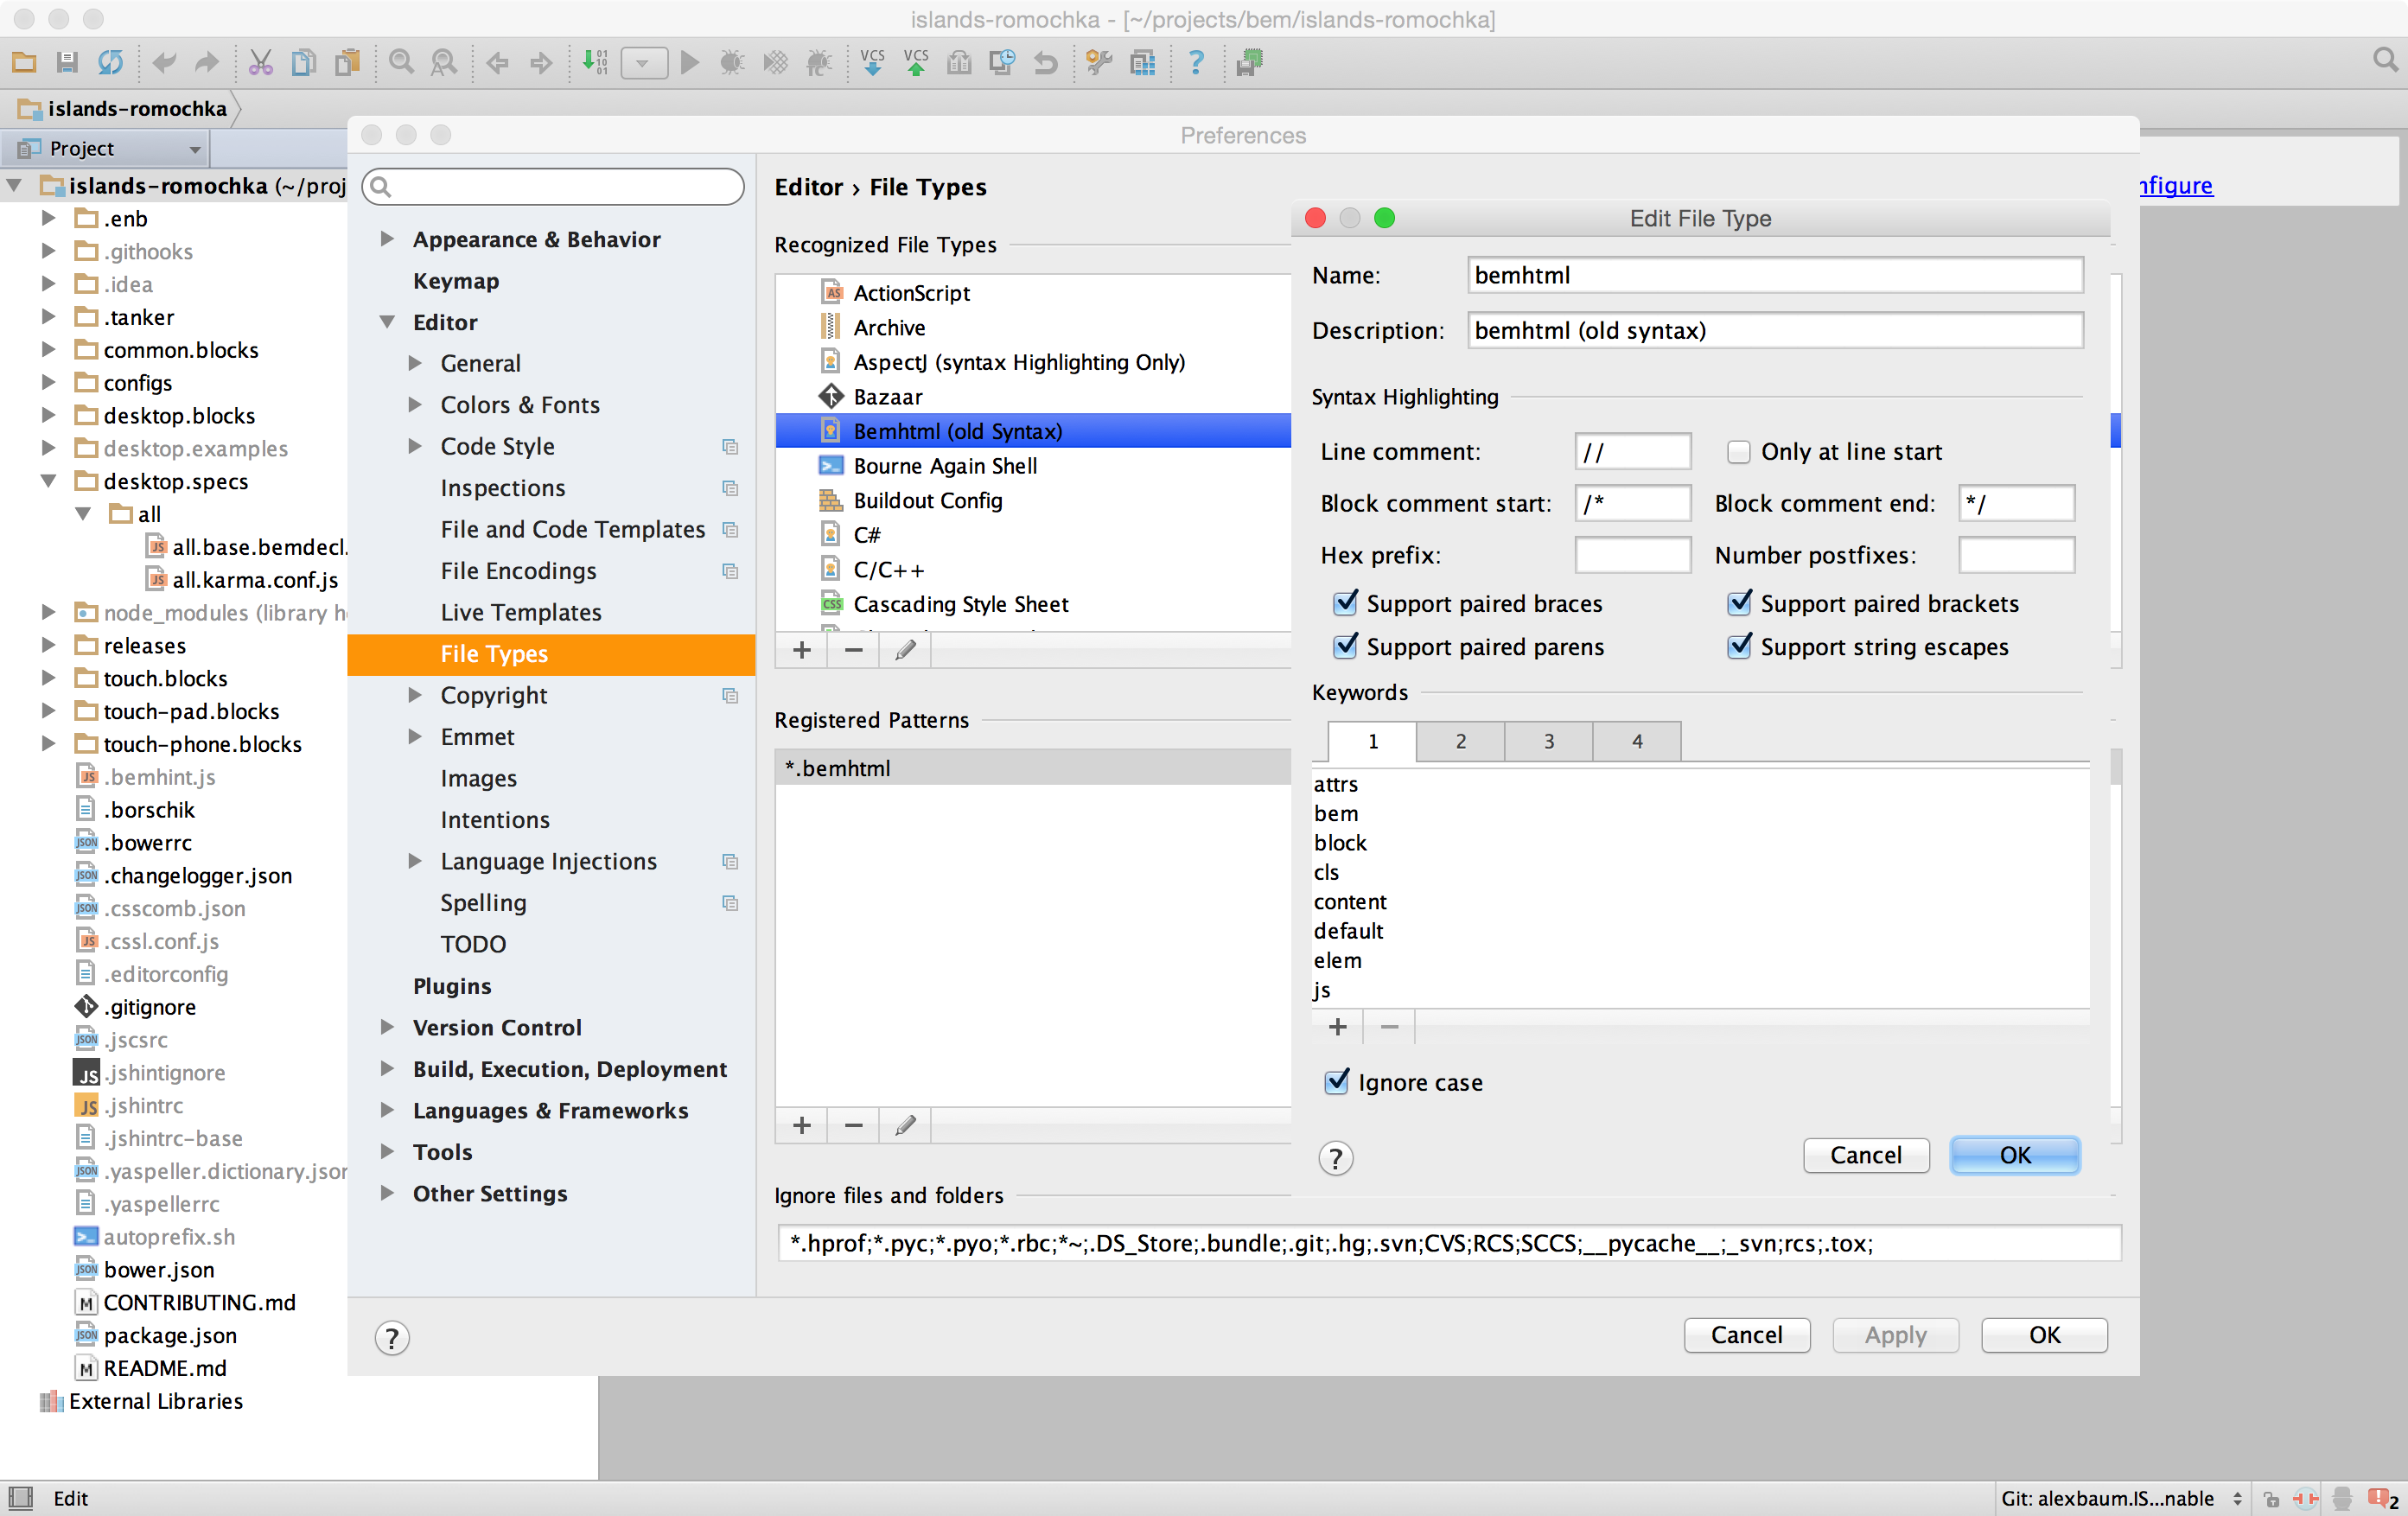 islands-romochka - [~/projects/bem/islands-romochka]
VCS
VCS
islands-romochka
Project
islands-romochka (~/proj
.enb
.githooks
.idea
.tanker
common.blocks
configs
desktop.blocks
desktop.examples
desktop.specs
all
all.base.bemdecl.
all.karma.conf.js
node_modules (library h
releases
touch.blocks
touch-pad.blocks
touch-phone.blocks
.bemhint.js
.borschik
.bowerrc
.changelogger.json
.csscomb.json
.cssl.conf.js
.editorconfig
.gitignore
.jscsrc
.jshintignore
.jshintrc
.jshintrc-base
.yaspeller.dictionary.json
.yaspellerrc
autoprefix.sh
bower.json
CONTRIBUTING.md
package.json
README.md
External Libraries
Preferences
Appearance & Behavior
Keymap
Editor
General
Colors & Fonts
Code Style
Inspections
File and Code Templates
File Encodings
Live Templates
File Types
Copyright
Emmet
Images
Intentions
Language Injections
Spelling
TODO
Plugins
Version Control
Build, Execution, Deployment
Languages & Frameworks
Tools
Other Settings
Editor › File Types
Recognized File Types
ActionScript
Archive
AspectJ (syntax Highlighting Only)
Bazaar
Bemhtml (old Syntax)
Bourne Again Shell
Buildout Config
C#
C/C++
Cascading Style Sheet
Registered Patterns
*.bemhtml
Ignore files and folders
*.hprof;*.pyc;*.pyo;*.rbc;*~;.DS_Store;.bundle;.git;.hg;.svn;CVS;RCS;SCCS;__pycache__;_svn;rcs;.tox;
Cancel Apply OK
nfigure
Edit File Type
Name: bemhtml
Description: bemhtml (old syntax)
Syntax Highlighting
Line comment: // Only at line start
Block comment start: /* Block comment end: */
Hex prefix: Number postfixes:
Support paired braces Support paired brackets
Support paired parens Support string escapes
Keywords
1 2 3 4
attrs
bem
block
cls
content
default
elem
js
Ignore case
Cancel OK
Edit
Git: alexbaum.IS...nable
2